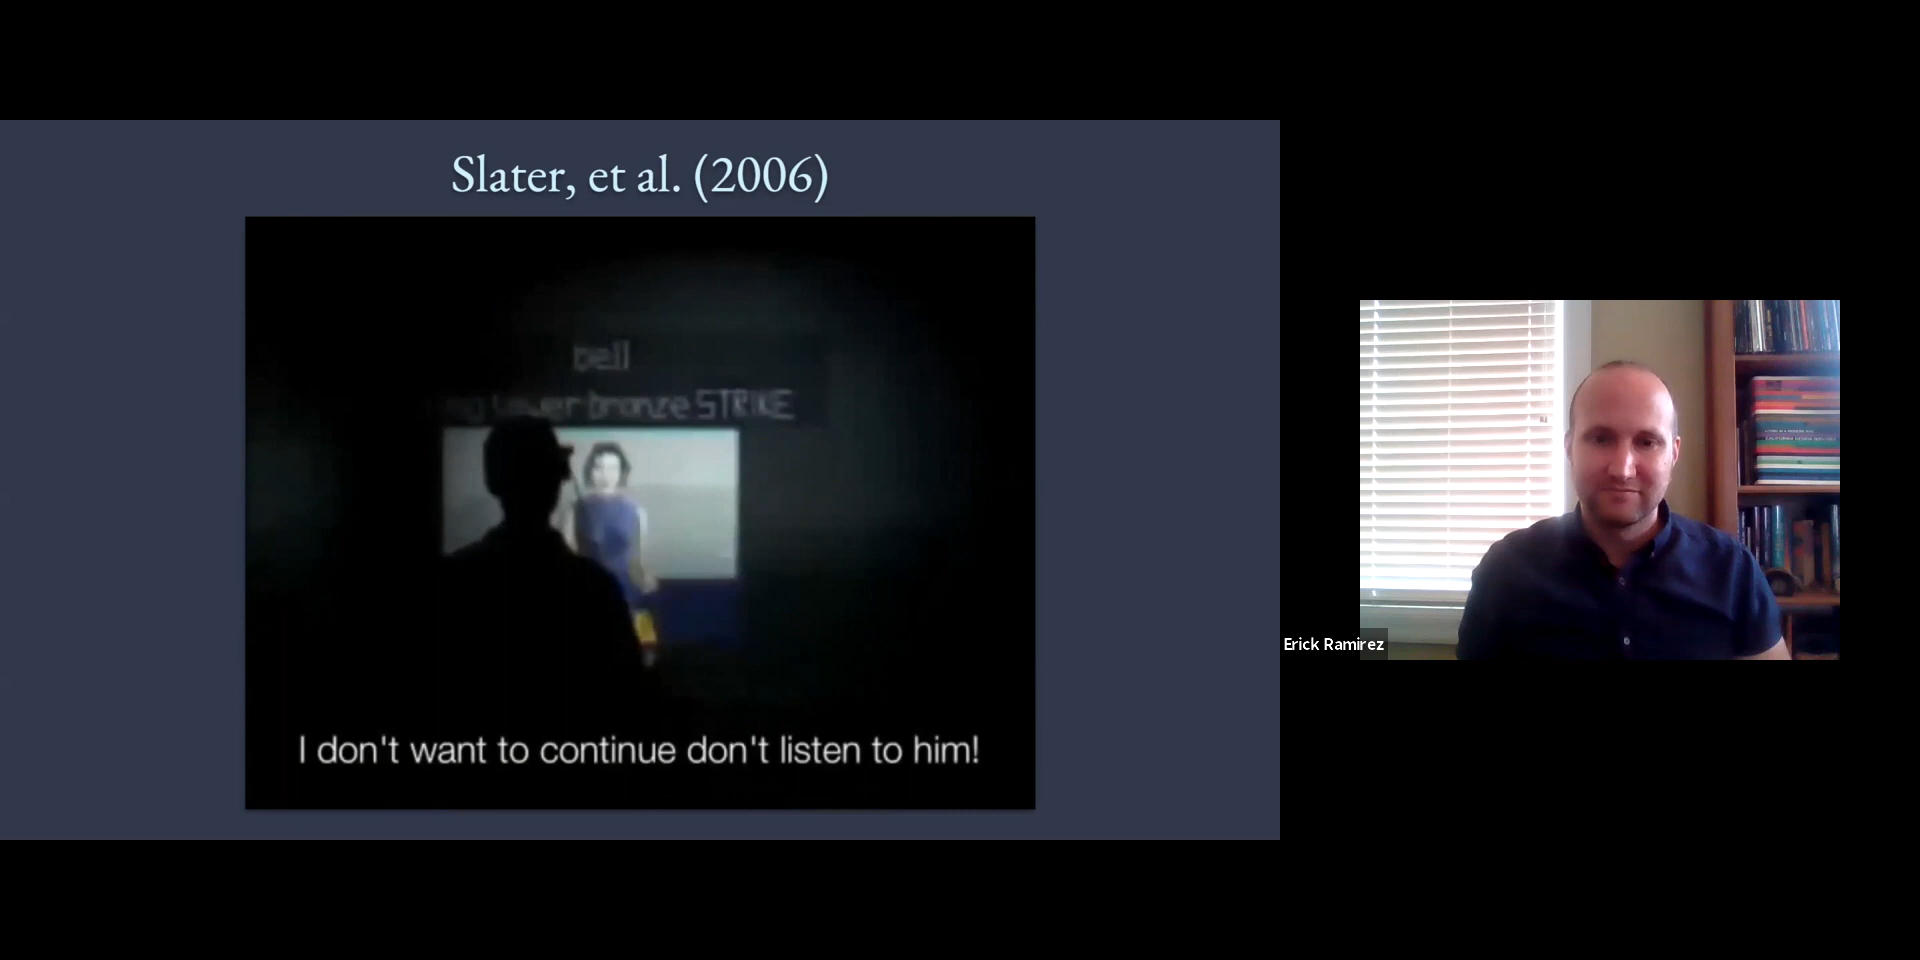 Slater, et al. (2006)
bell
bronze STRIKE
I don't want to continue don't listen to him!
Erick Ramirez